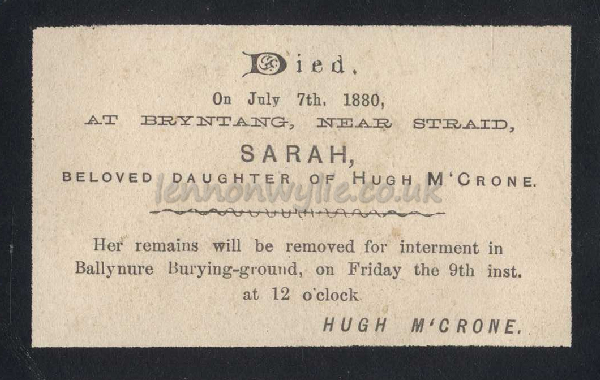 Died.
On July 7th, 1880,
AT BRYNTANG, NEAR STRAID,
SARAH,
BELOVED DAUGHTER OF HUGH M'CRONE.
lennonwylie.co.uk
Her remains will be removed for interment in
Ballynure Burying-ground, on Friday the 9th inst.
at 12 o'clock
HUGH M'CRONE.